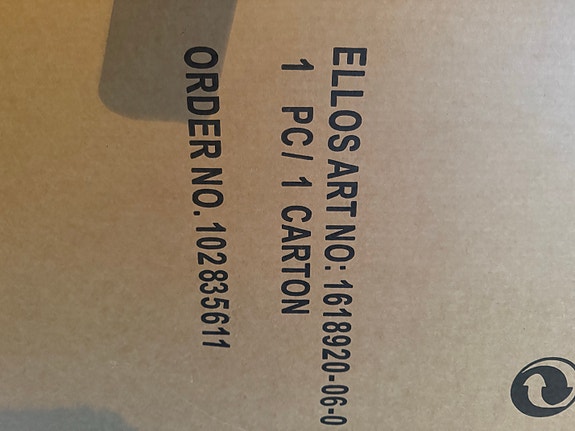 ELLOS ART NO: 1618920-06-0
1 PC/ 1 CARTON
ORDER NO. 102835611